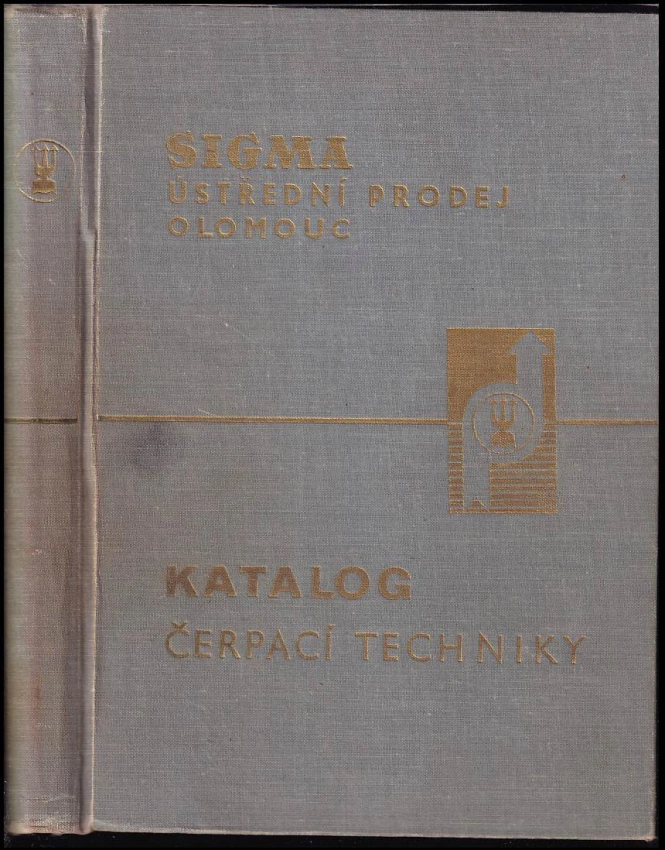 SIGMA
ÚSTŘEDNÍ PRODEJ
OLOMOUC
KATALOG
ČERPACÍ TECHNIKY